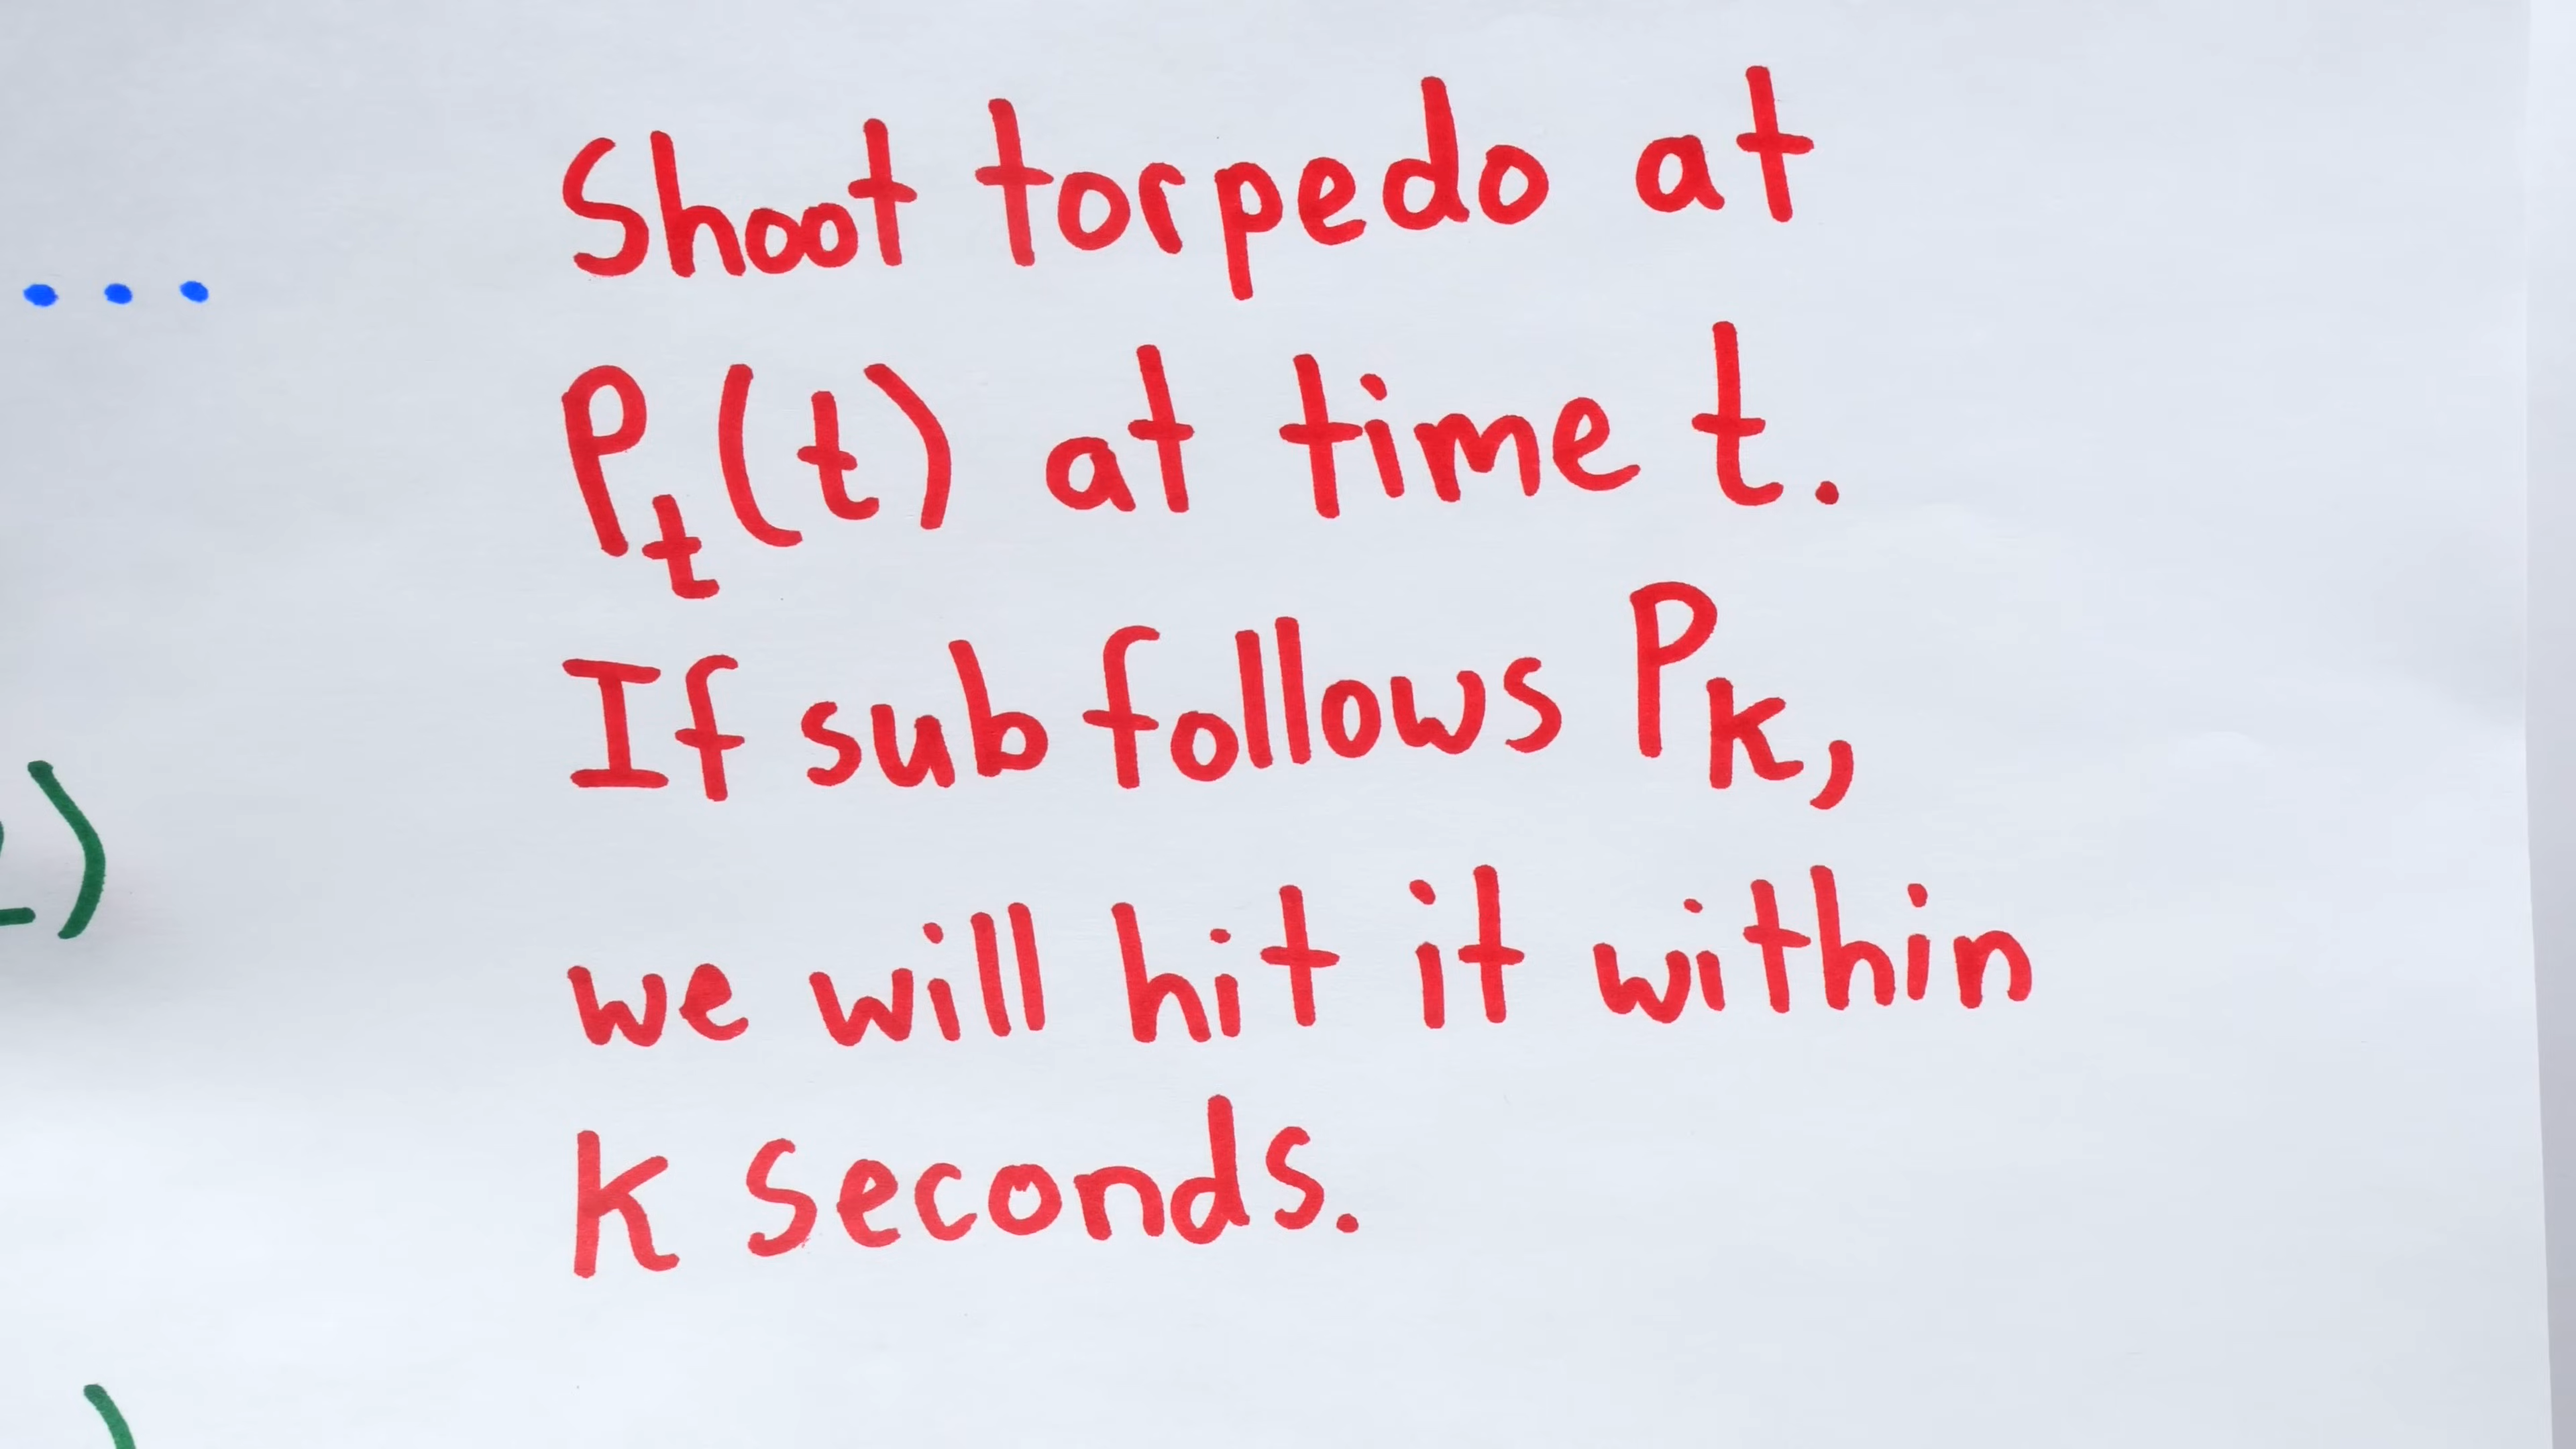 ...
Shoot torpedo at
Pₜ(t) at time t.
If sub follows Pₖ,
)
we will hit it within
k seconds.
)